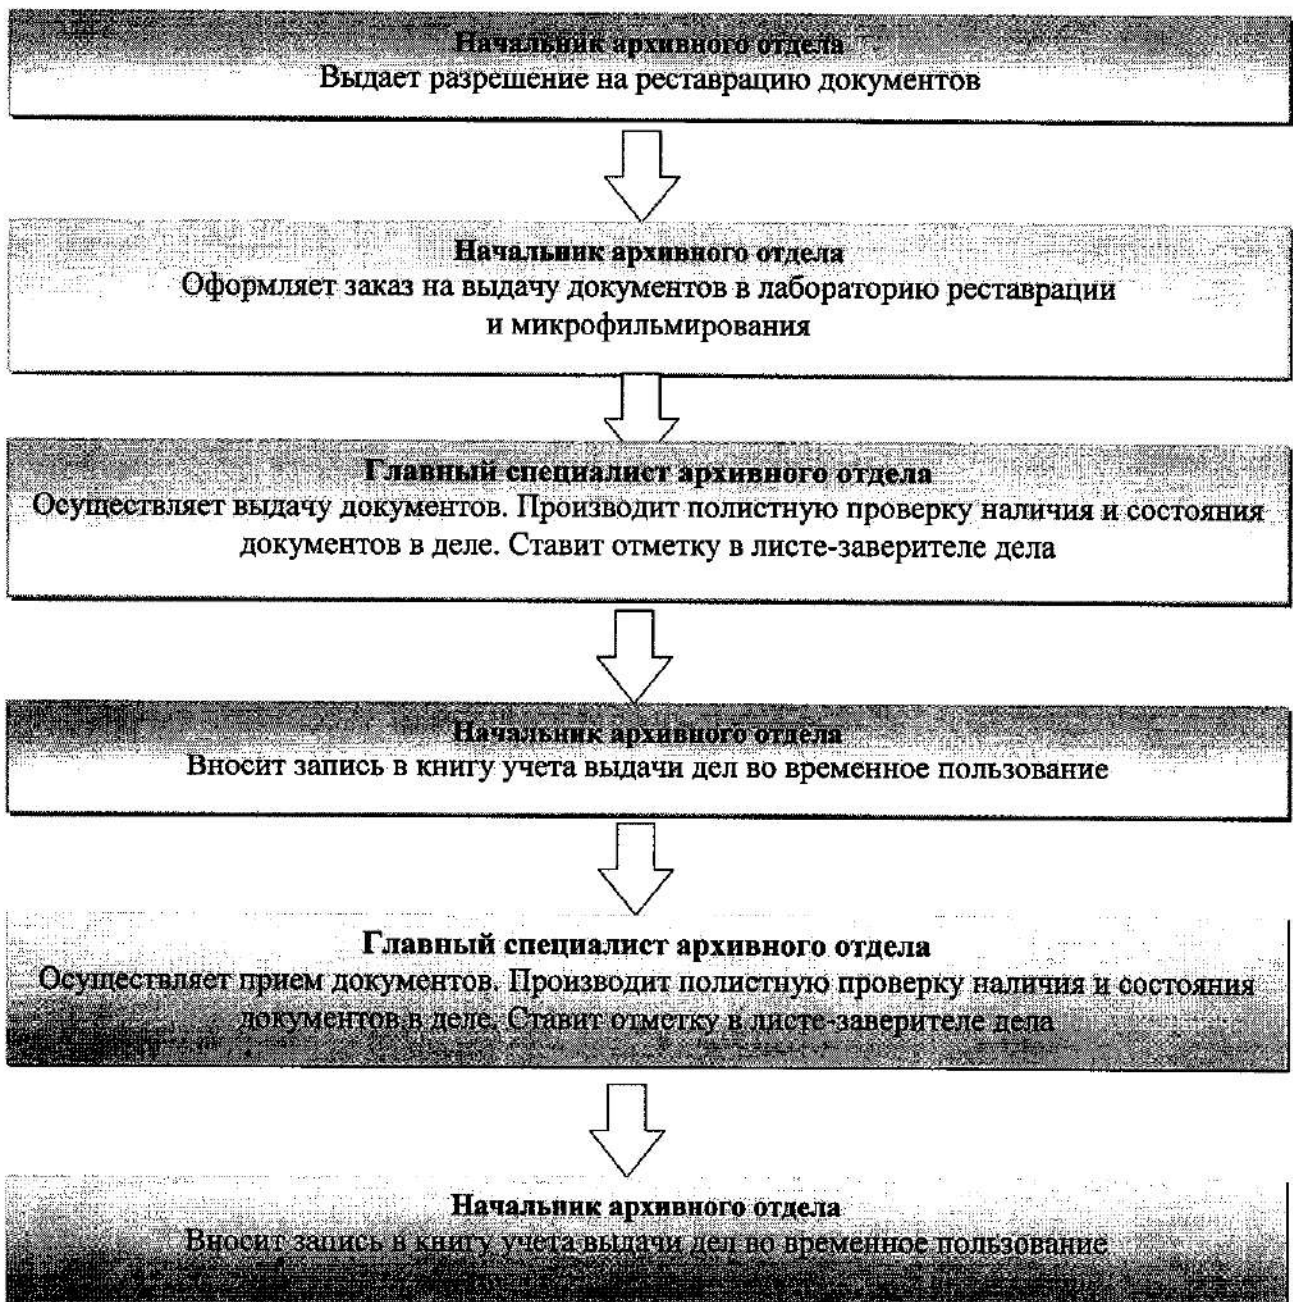 Начальник архивного отдела
Выдает разрешение на реставрацию документов
Начальник архивного отдела
Оформляет заказ на выдачу документов в лабораторию реставрации
и микрофильмирования
Главный специалист архивного отдела
Осуществляет выдачу документов. Производит полистную проверку наличия и состояния
документов в деле. Ставит отметку в листе-заверителе дела
Начальник архивного отдела
Вносит запись в книгу учета выдачи дел во временное пользование
Главный специалист архивного отдела
Осуществляет прием документов. Производит полистную проверку наличия и состояния
документов в деле. Ставит отметку в листе-заверителе дела
Начальник архивного отдела
Вносит запись в книгу учета выдачи дел во временное пользование